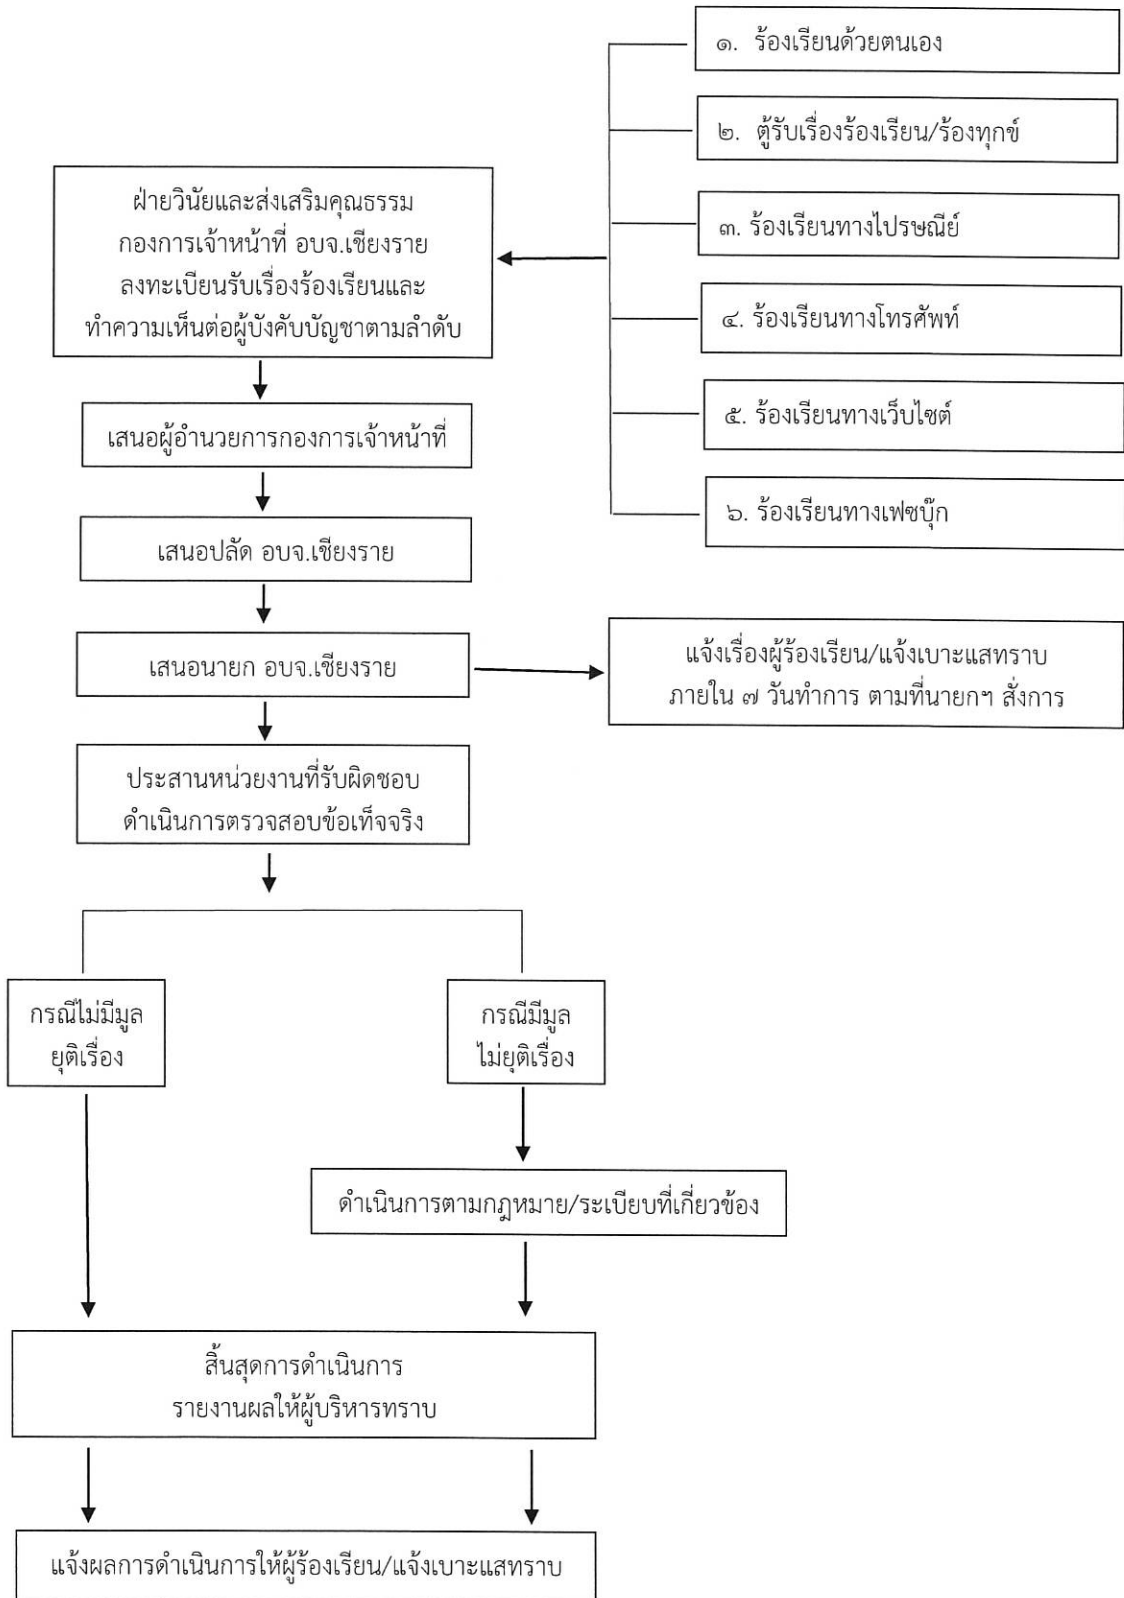 ๑. ร้องเรียนด้วยตนเอง
๒. ตู้รับเรื่องร้องเรียน/ร้องทุกข์
๓. ร้องเรียนทางไปรษณีย์
๔. ร้องเรียนทางโทรศัพท์
๕. ร้องเรียนทางเว็บไซต์
๖. ร้องเรียนทางเฟซบุ๊ก
ฝ่ายวินัยและส่งเสริมคุณธรรม
กองการเจ้าหน้าที่ อบจ.เชียงราย
ลงทะเบียนรับเรื่องร้องเรียนและ
ทำความเห็นต่อผู้บังคับบัญชาตามลำดับ
เสนอผู้อำนวยการกองการเจ้าหน้าที่
เสนอปลัด อบจ.เชียงราย
เสนอนายก อบจ.เชียงราย
แจ้งเรื่องผู้ร้องเรียน/แจ้งเบาะแสทราบ
ภายใน ๗ วันทำการ ตามที่นายกฯ สั่งการ
ประสานหน่วยงานที่รับผิดชอบ
ดำเนินการตรวจสอบข้อเท็จจริง
กรณีไม่มีมูล
ยุติเรื่อง
กรณีมีมูล
ไม่ยุติเรื่อง
ดำเนินการตามกฎหมาย/ระเบียบที่เกี่ยวข้อง
สิ้นสุดการดำเนินการ
รายงานผลให้ผู้บริหารทราบ
แจ้งผลการดำเนินการให้ผู้ร้องเรียน/แจ้งเบาะแสทราบ